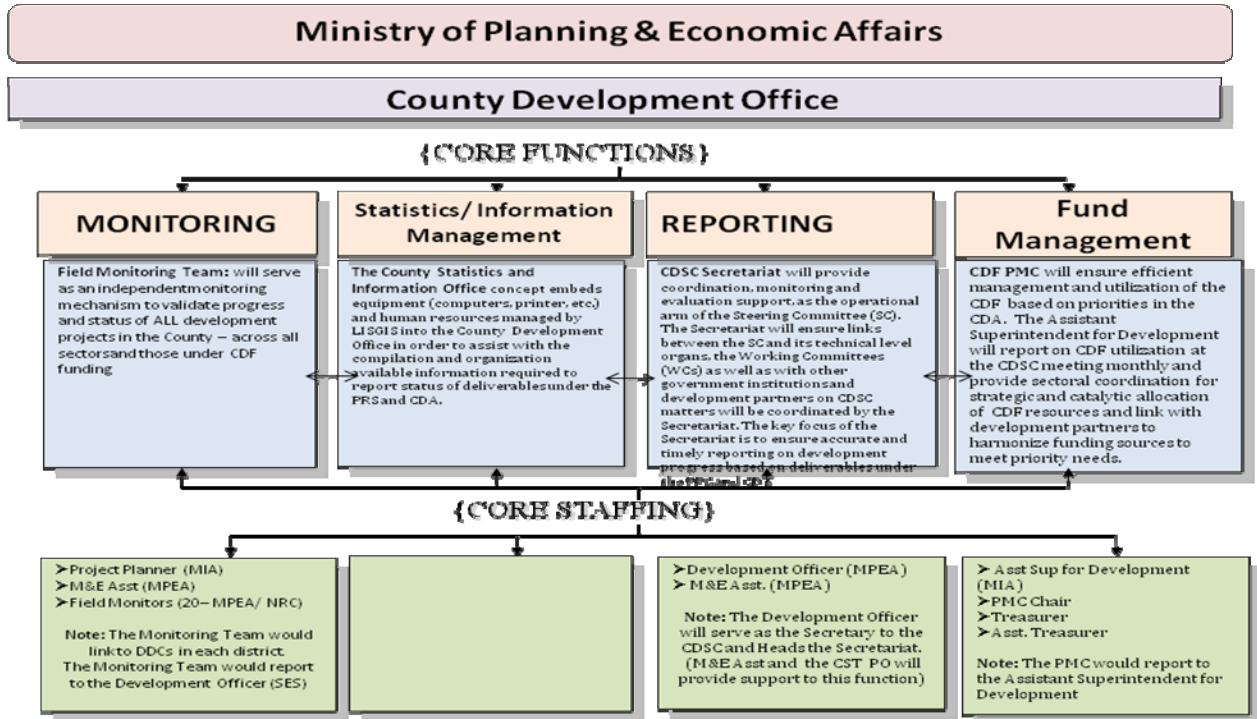 Ministry of Planning & Economic Affairs
County Development Office
{CORE FUNCTIONS}
MONITORING
Field Monitoring Team: will serve
as an independentmonitoring
mechanism to validate progress
and status of ALL development
projects in the County – across all
sectorsand those under CDF
funding
Statistics/ Information
Management
The County Statistics and
Information Office concept embeds
equipment (computers, printer, etc.)
and human resources managed by
LISGIS into the County Development
Office in order to assist with the
compilation and organization
available information required to
report status of deliverables under the
PRS and CDA.
REPORTING
CDSC Secretariat will provide
coordination, monitoring and
evaluation support, as the operational
arm of the Steering Committee (SC).
The Secretariat will ensure links
between the SC and its technical level
organs, the Working Committees
(WCs) as well as with other
government institutions and
development partners on CDSC
matters will be coordinated by the
Secretariat. The key focus of the
Secretariat is to ensure accurate and
timely reporting on development
progress based on deliverables under
Fund
Management
CDF PMC will ensure efficient
management and utilization of the
CDF based on priorities in the
CDA. The Assistant
Superintendent for Development
will report on CDF utilization at
the CDSC meeting monthly and
provide sectoral coordination for
strategic and catalytic allocation
of CDF resources and link with
development partners to
harmonize funding sources to
meet priority needs.
{CORE STAFFING}
➢Project Planner (MIA)
➢M&E Asst (MPEA)
➢Field Monitors (20– MPEA/ NRC)
Note: The Monitoring Team would
link to DDCs in each district.
The Monitoring Team would report
to the Development Officer (SES)
➢Development Officer (MPEA)
➢ M&E Asst. (MPEA)
Note: The Development Officer
will serve as the Secretary to the
CDSC and Heads the Secretariat.
(M&E Asst and the CST PO will
provide support to this function)
➢ Asst Sup for Development
(MIA)
➢PMC Chair
➢Treasurer
➢Asst. Treasurer
Note: The PMC would report to
the Assistant Superintendent for
Development